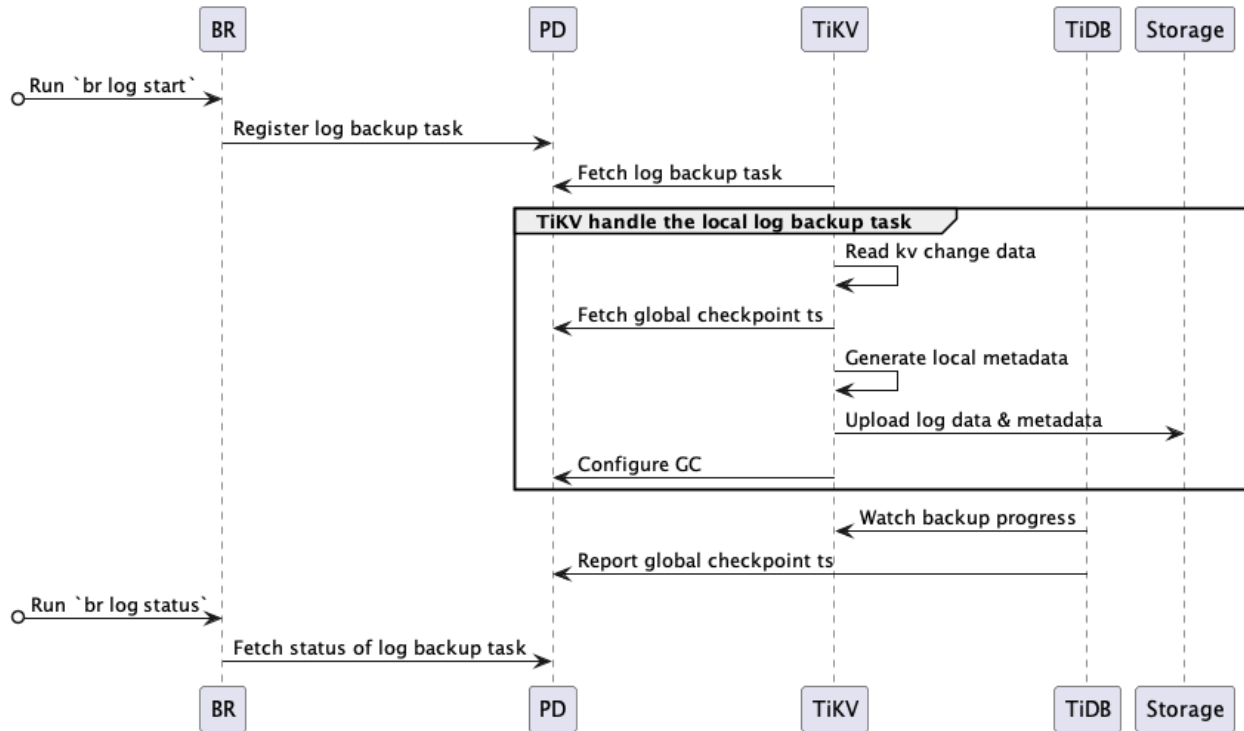 BR PD TiKV TiDB Storage
Run `br log start`
Register log backup task
Fetch log backup task
TiKV handle the local log backup task
Read kv change data
Fetch global checkpoint ts
Generate local metadata
Upload log data & metadata
Configure GC
Watch backup progress
Report global checkpoint ts
Run `br log status`
Fetch status of log backup task
BR PD TiKV TiDB Storage